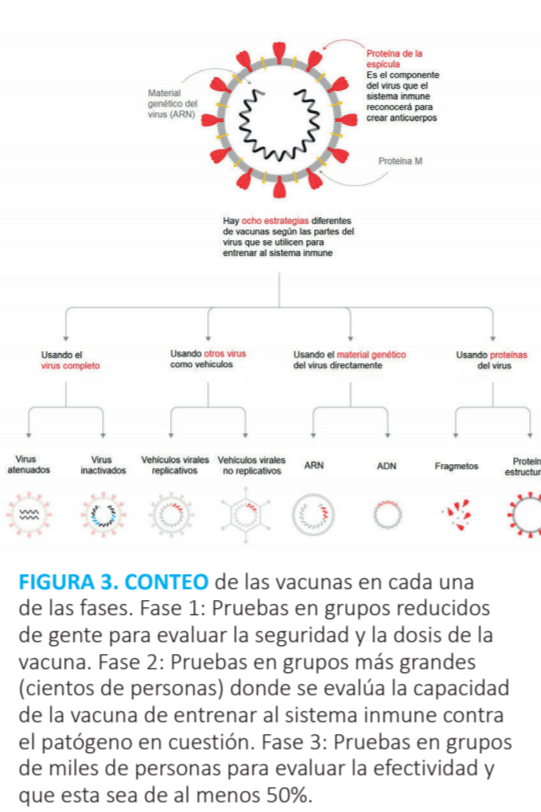 Proteína de la
espícula
Es el componente
del virus que el
sistema inmune
reconocerá para
crear anticuerpos
Material
genético del
virus (ARN)
Proteína M
Hay ocho estrategias diferentes
de vacunas según las partes del
virus que se utilicen para
entrenar al sistema inmune
Usando el
virus completo
Usando otros virus
como vehiculos
Usando el material genético
del virus directamente
Usando proteínas
del virus
Virus
atenuados
Virus
inactivados
Vehículos virales
replicativos
Vehículos virales
no replicativos
ARN
ADN
Fragmetos
FIGURA 3. CONTEO de las vacunas en cada una
de las fases. Fase 1: Pruebas en grupos reducidos
de gente para evaluar la seguridad y la dosis de la
vacuna. Fase 2: Pruebas en grupos más grandes
(cientos de personas) donde se evalúa la capacidad
de la vacuna de entrenar al sistema inmune contra
el patógeno en cuestión. Fase 3: Pruebas en grupos
de miles de personas para evaluar la efectividad y
que esta sea de al menos 50%.